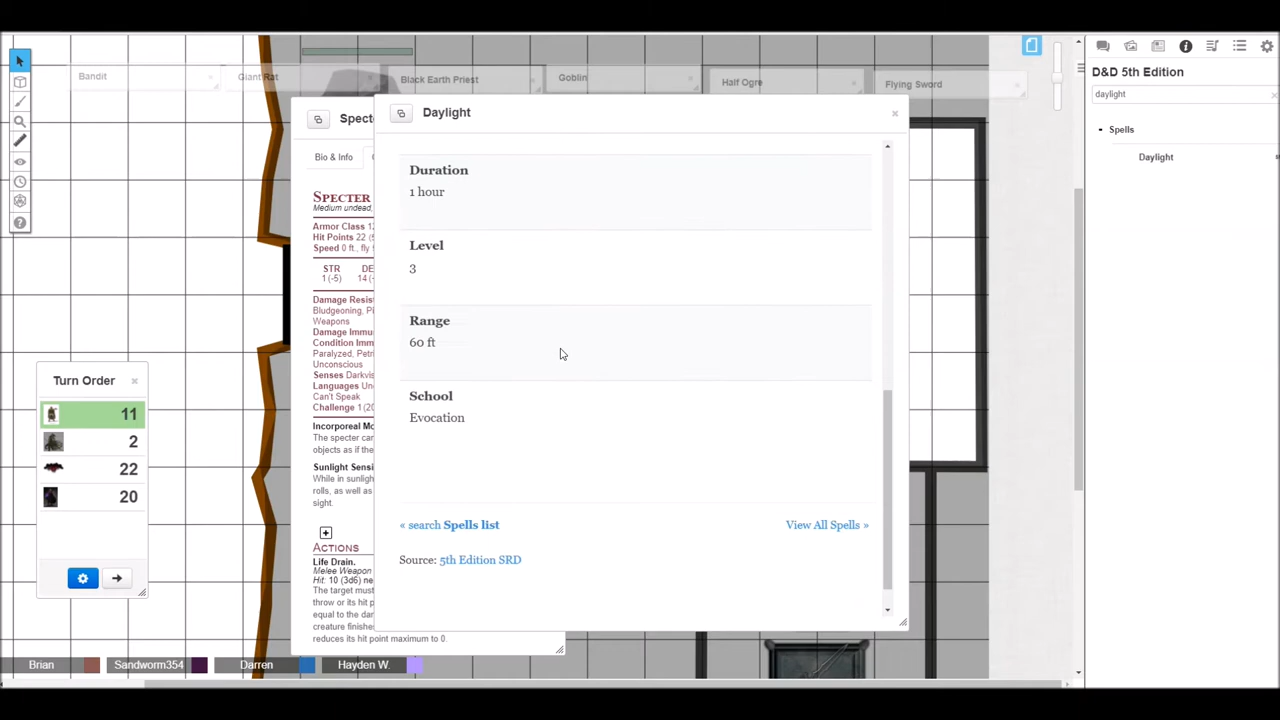 Bandit
Giant Rat
Black Earth Priest
Goblin
Half Ogre
Flying Sword
D&D 5th Edition
daylight
Spells
Daylight
Daylight
Duration
1 hour
Level
3
Range
60 ft
School
Evocation
« search Spells list
View All Spells »
Source: 5th Edition SRD
Bio & Info
SPECTER
Medium undead,
Armor Class 12
Hit Points 22
Speed 0 ft., fly
STR
1 (-5)
14
Damage Resist
Bludgeoning,
Weapons
Damage Immu
Condition Imm
Paralyzed, Petri
Unconscious
Senses Darkvis
Languages Un
Can't Speak
Challenge 1
Incorporeal Mo
The specter can
objects as if the
Sunlight Sensi
While in sunligh
rolls, as well as
sight.
ACTIONS
Life Drain.
Melee Weapon
Hit: 10 (3d6) ne
The target must
throw or its hit p
equal to the dar
creature finishes
reduces its hit point maximum to 0.
Turn Order
11
2
22
20
Brian
Sandworm354
Darren
Hayden W.